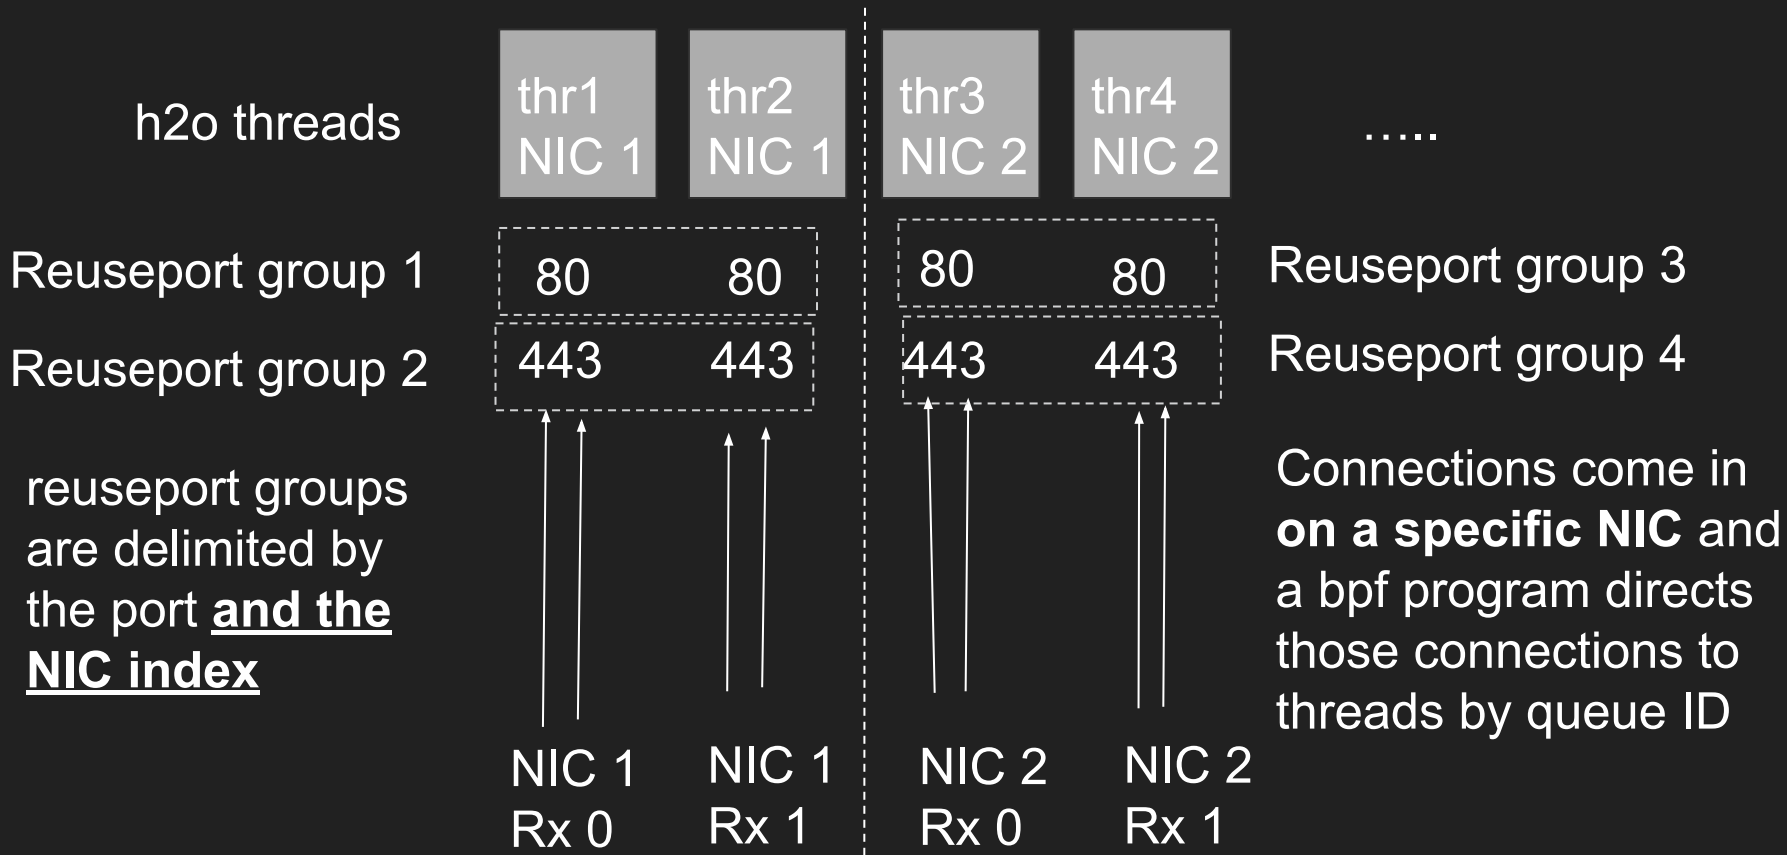 h2o threads
thr1
NIC 1
thr2
NIC 1
thr3
NIC 2
thr4
NIC 2
.....
Reuseport group 1
80
80
80
80
Reuseport group 3
Reuseport group 2
443
443
443
443
Reuseport group 4
reuseport groups
are delimited by
the port and the
NIC index
Connections come in
on a specific NIC and
a bpf program directs
those connections to
threads by queue ID
NIC 1
Rx 0
NIC 1
Rx 1
NIC 2
Rx 0
NIC 2
Rx 1